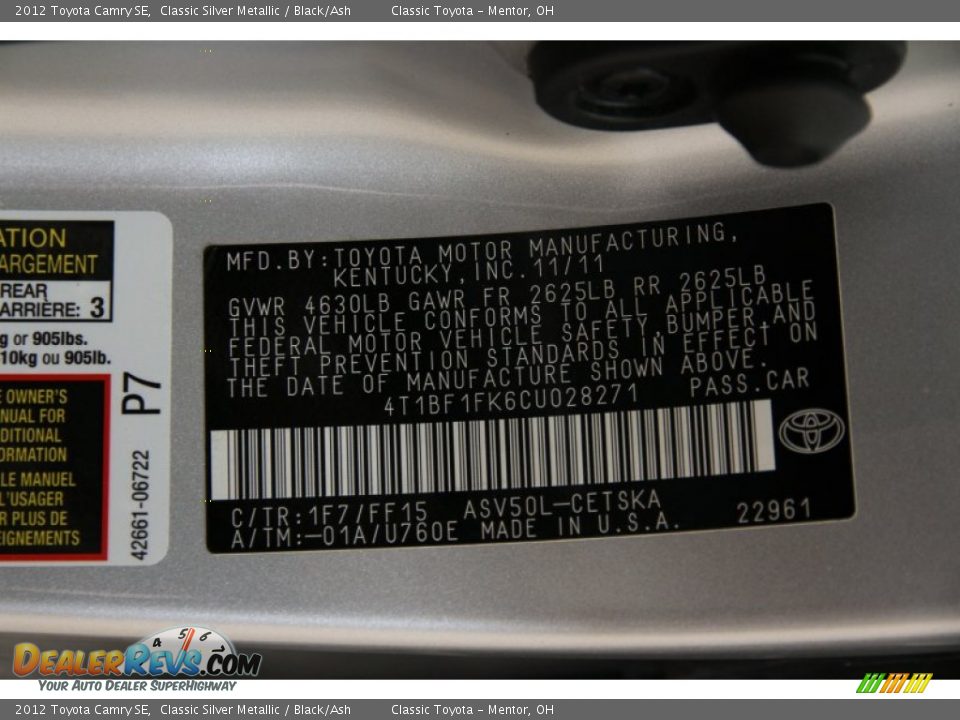 2012 Toyota Camry SE, Classic Silver Metallic / Black/Ash Classic Toyota - Mentor, OH
ATION
ARGEMENT
REAR
ARRIÈRE: 3
g or 905lbs.
10kg ou 905lb.
E OWNER'S
NUAL FOR
DITIONAL
ORMATION
LE MANUEL
L'USAGER
R PLUS DE
EIGNEMENTS
P7
42661-06722
MFD.BY:TOYOTA MOTOR MANUFACTURING,
KENTUCKY,INC.11/11
GVWR 4630LB GAWR FR 2625LB RR 2625LB
THIS VEHICLE CONFORMS TO ALL APPLICABLE
FEDERAL MOTOR VEHICLE SAFETY,BUMPER,AND
THEFT PREVENTION STANDARDS IN EFFECT ON
THE DATE OF MANUFACTURE SHOWN ABOVE.
4T1BF1FK6CU028271 PASS.CAR
C/TR:1F7/FF15 ASV50L-CETSKA
A/TM:-01A/U760E MADE IN U.S.A. 22961
4 5 6
DEALERREVS.COM
YOUR AUTO DEALER SUPERHIGHWAY
2012 Toyota Camry SE, Classic Silver Metallic / Black/Ash Classic Toyota - Mentor, OH